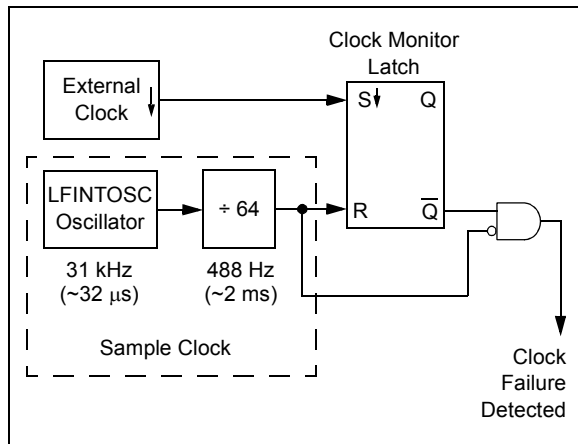 Clock Monitor
Latch
External
Clock
S
Q
LFINTOSC
Oscillator
÷ 64
R
Q̅
31 kHz
(~32 μs)
488 Hz
(~2 ms)
Sample Clock
Clock
Failure
Detected